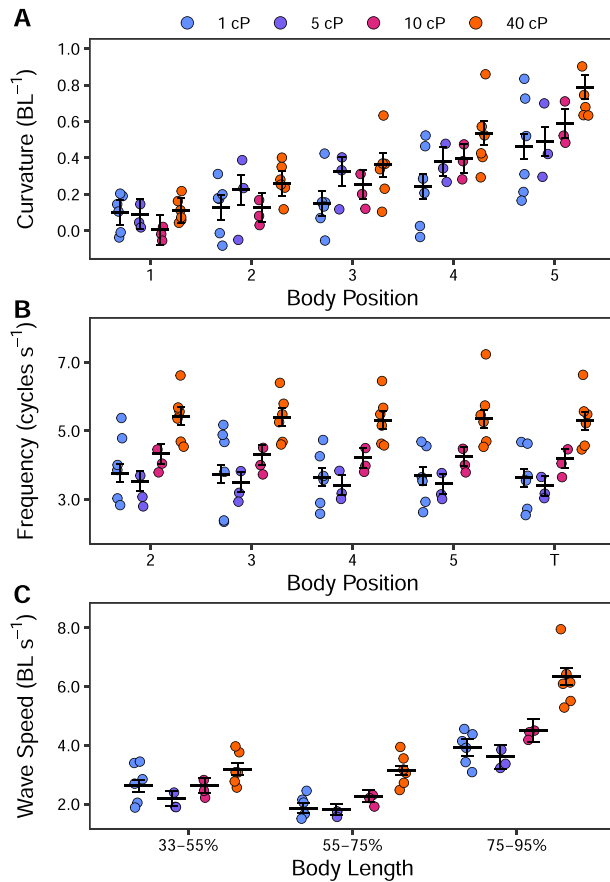 A
1 cP 5 cP 10 cP 40 cP
Curvature (BL⁻¹)
1.0
0.8
0.6
0.4
0.2
0.0
1 2 3 4 5
Body Position
B
Frequency (cycles s⁻¹)
7.0
5.0
3.0
2 3 4 5 T
Body Position
C
Wave Speed (BL s⁻¹)
8.0
6.0
4.0
2.0
33–55% 55–75% 75–95%
Body Length